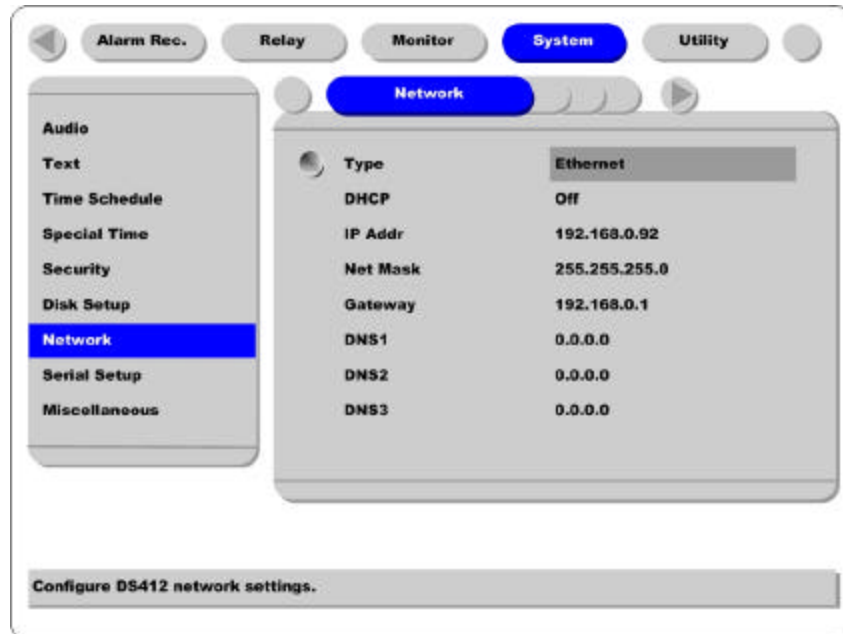 Alarm Rec. Relay Monitor System Utility
Network
Audio
Text
Time Schedule
Special Time
Security
Disk Setup
Network
Serial Setup
Miscellaneous
Type Ethernet
DHCP Off
IP Addr 192.168.0.92
Net Mask 255.255.255.0
Gateway 192.168.0.1
DNS1 0.0.0.0
DNS2 0.0.0.0
DNS3 0.0.0.0
Configure DS412 network settings.